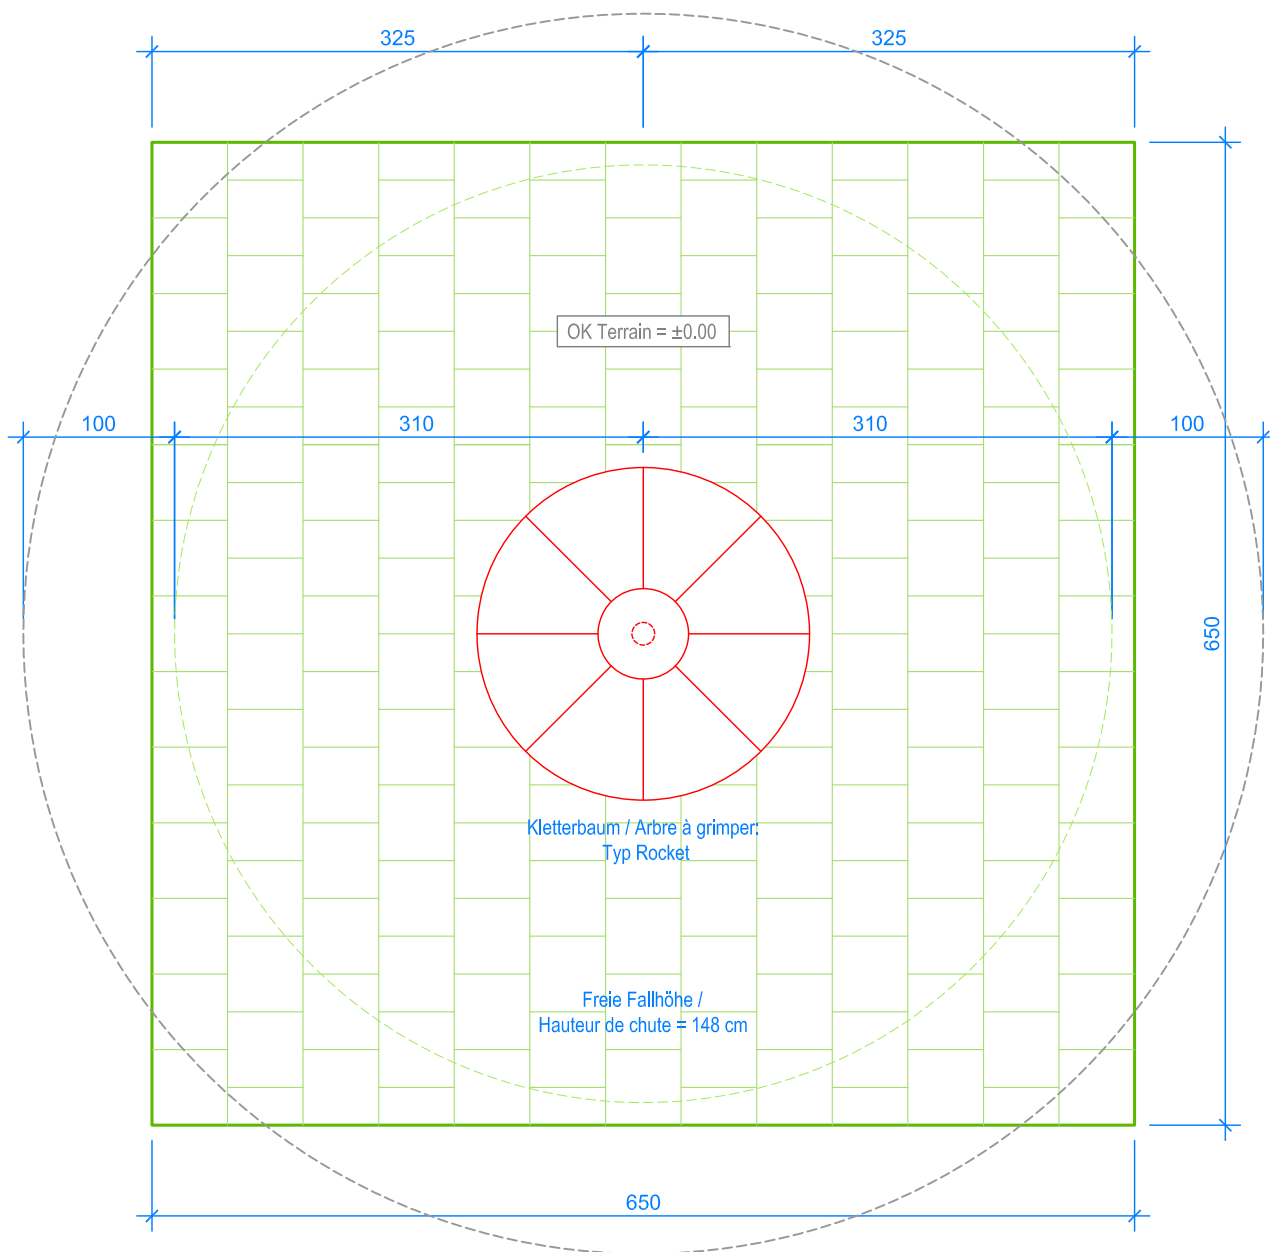 325
325
OK Terrain = ±0.00
100
310
310
100
650
Kletterbaum / Arbre à grimper:
Typ Rocket
Freie Fallhöhe /
Hauteur de chute = 148 cm
650